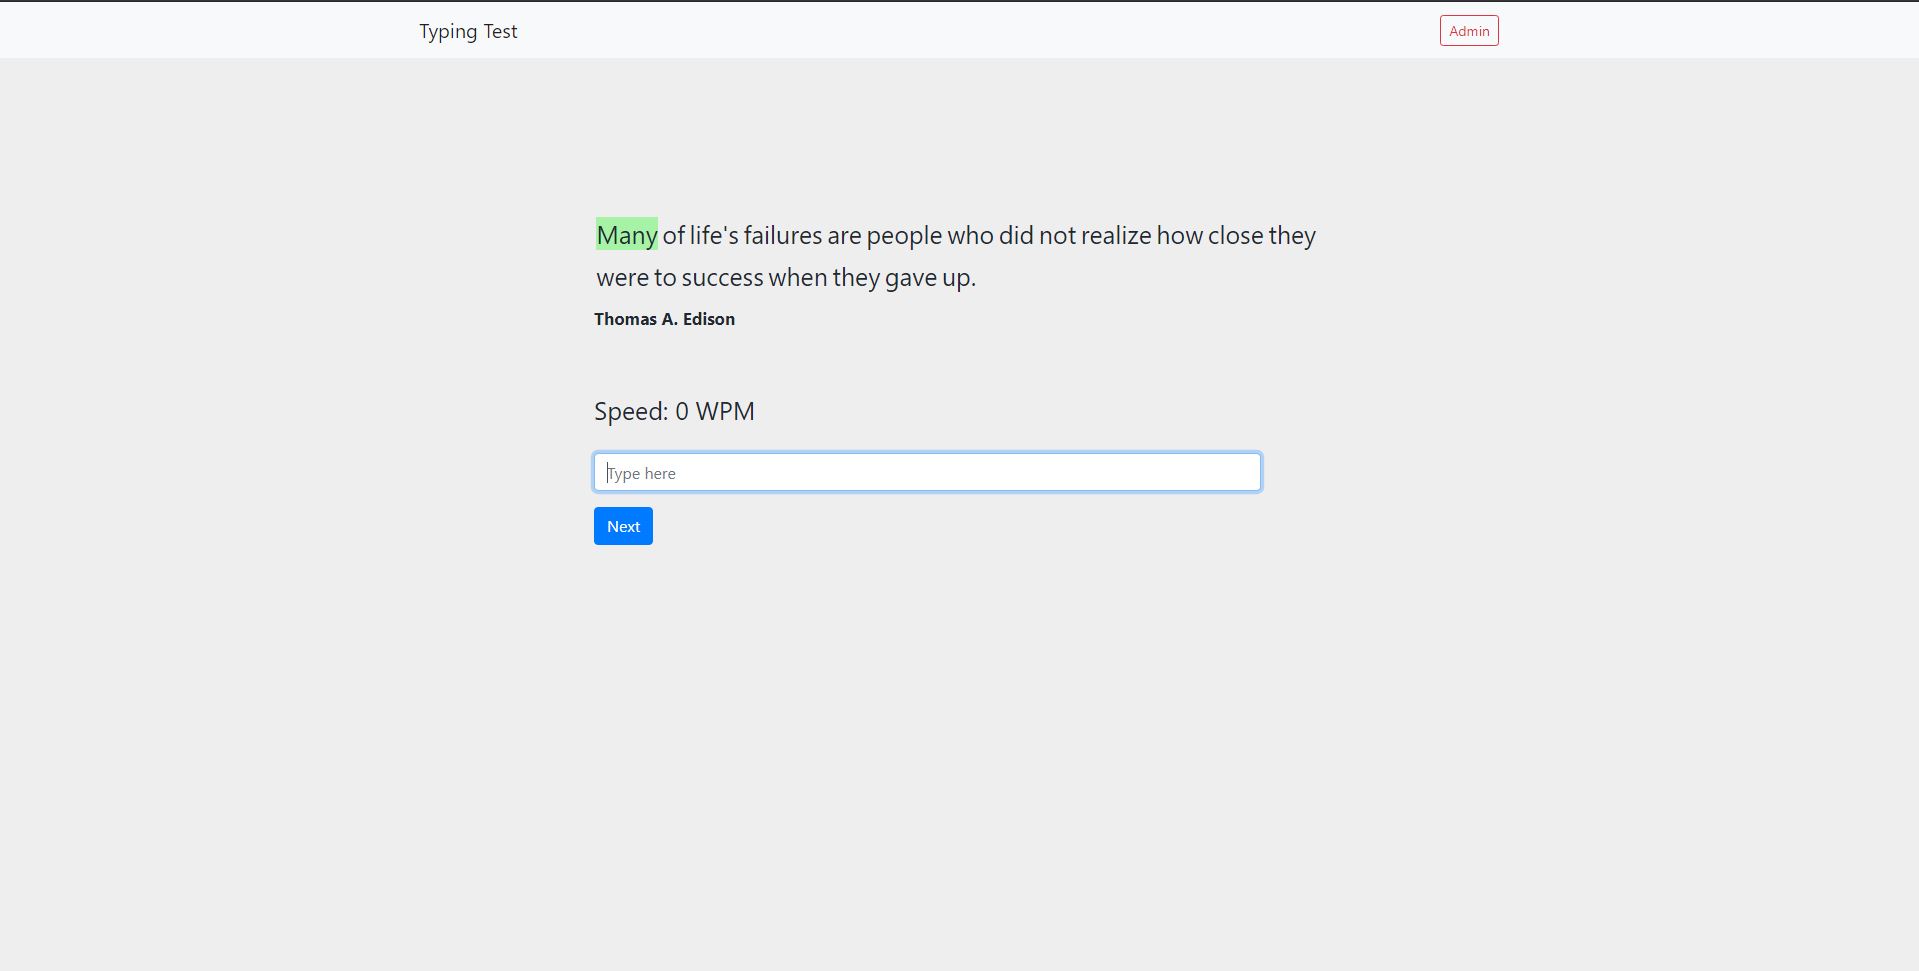 Typing Test
Admin
Many of life's failures are people who did not realize how close they
were to success when they gave up.
Thomas A. Edison
Speed: 0 WPM
Type here
Next